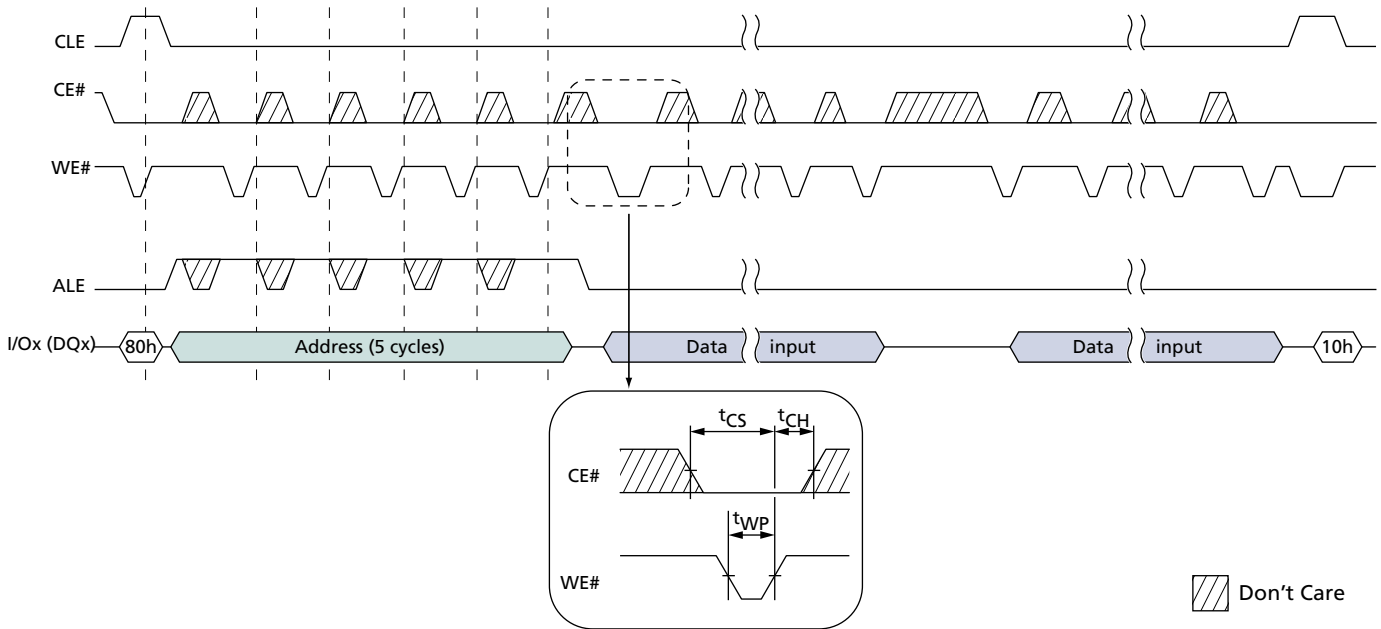 CLE
CE#
WE#
ALE
I/Ox (DQx) 80h Address (5 cycles) Data input Data input 10h
tCS tCH
CE#
tWP
WE#
Don't Care